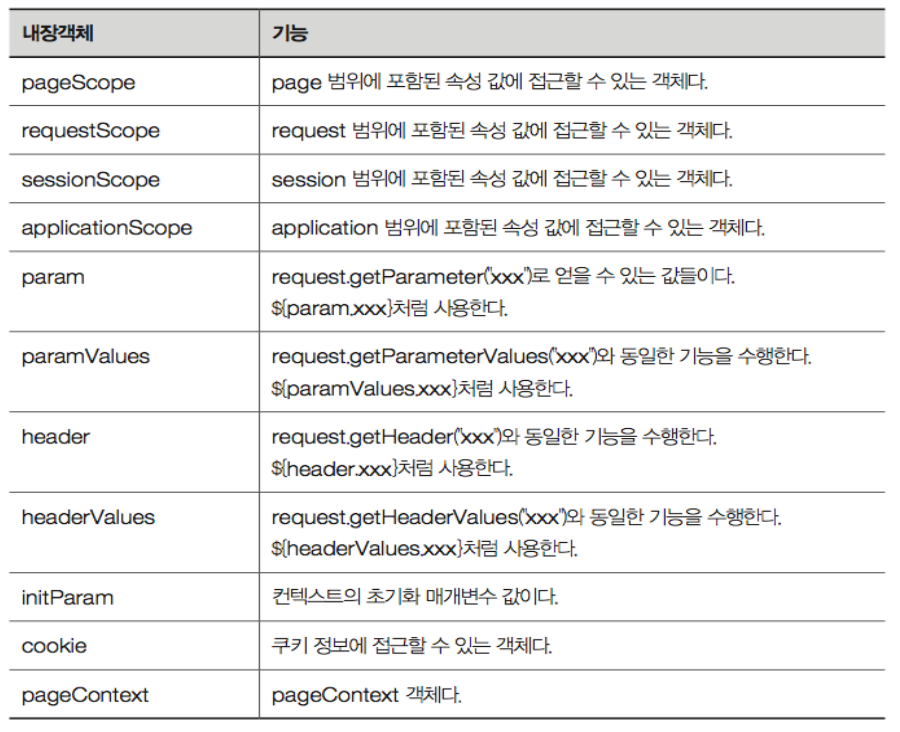 내장객체 기능
pageScope page 범위에 포함된 속성 값에 접근할 수 있는 객체다.
requestScope request 범위에 포함된 속성 값에 접근할 수 있는 객체다.
sessionScope session 범위에 포함된 속성 값에 접근할 수 있는 객체다.
applicationScope application 범위에 포함된 속성 값에 접근할 수 있는 객체다.
param request.getParameter("xxx")로 얻을 수 있는 값들이다.
${param.xxx}처럼 사용한다.
paramValues request.getParameterValues("xxx")와 동일한 기능을 수행한다.
${paramValues.xxx}처럼 사용한다.
header request.getHeader("xxx")와 동일한 기능을 수행한다.
${header.xxx}처럼 사용한다.
headerValues request.getHeaderValues("xxx")와 동일한 기능을 수행한다.
${headerValues.xxx}처럼 사용한다.
initParam 컨텍스트의 초기화 매개변수 값이다.
cookie 쿠키 정보에 접근할 수 있는 객체다.
pageContext pageContext 객체다.